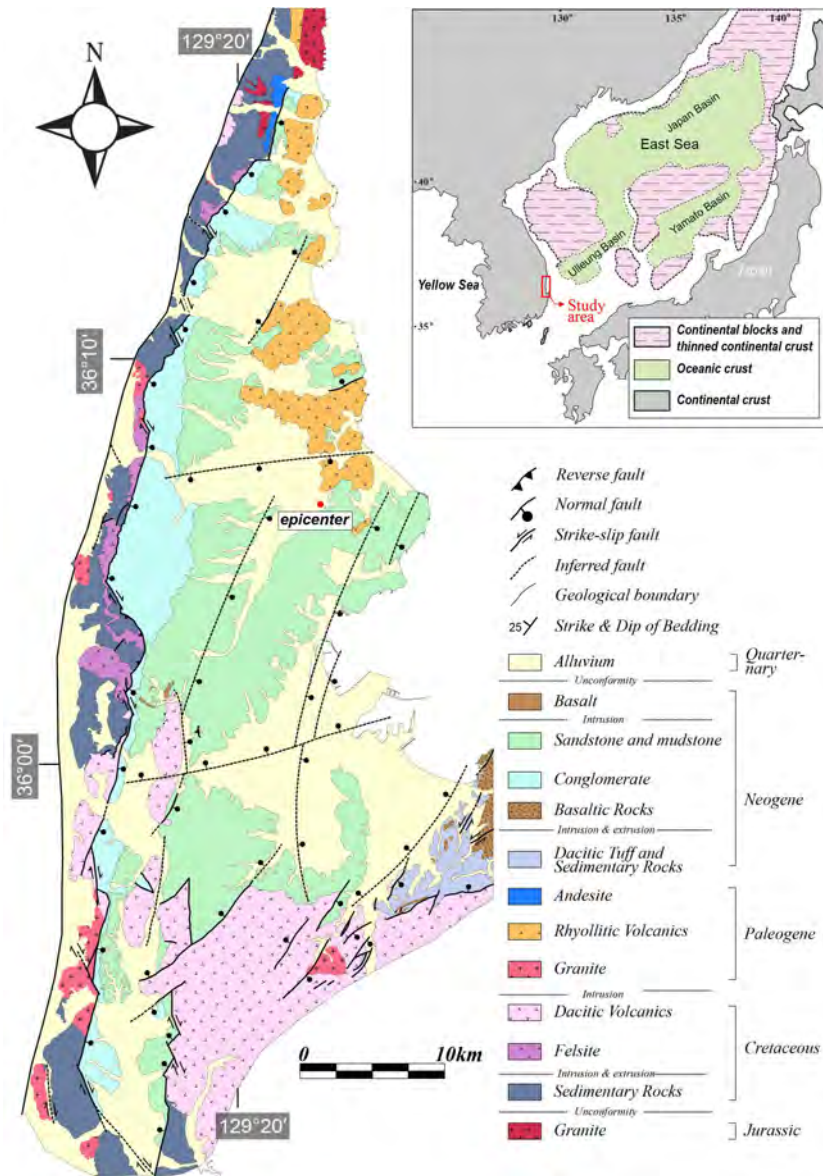 N
129°20'
36°10'
36°00'
129°20'
epicenter
0 10km
130° 135° 140°
40°
35°
Japan Basin
East Sea
Yamato Basin
Ulleung Basin
Yellow Sea
Japan
Study
area
Continental blocks and
thinned continental crust
Oceanic crust
Continental crust
Reverse fault
Normal fault
Strike-slip fault
Inferred fault
Geological boundary
25 Strike & Dip of Bedding
Alluvium
Quarter-
nary
Unconformity
Basalt
Intrusion
Sandstone and mudstone
Conglomerate
Neogene
Basaltic Rocks
Intrusion & extrusion
Dacitic Tuff and
Sedimentary Rocks
Andesite
Rhyollitic Volcanics
Paleogene
Granite
Intrusion
Dacitic Volcanics
Felsite
Cretaceous
Intrusion & extrusion
Sedimentary Rocks
Unconformity
Granite
Jurassic